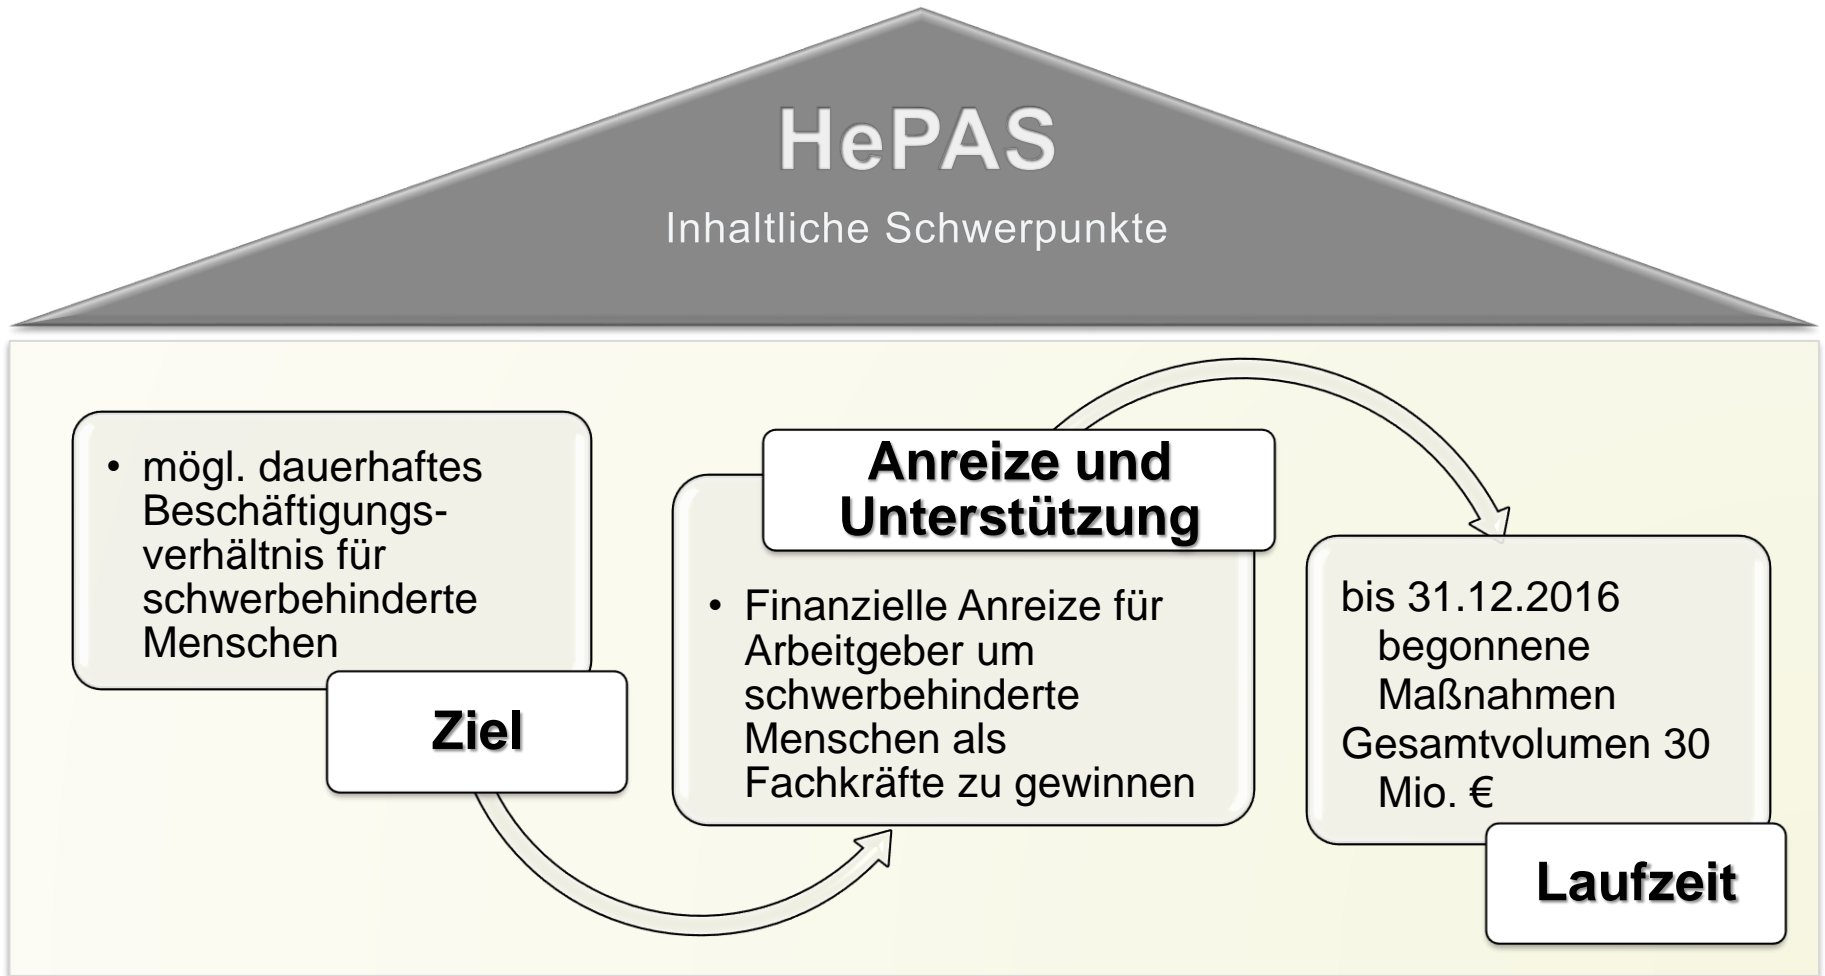 HePAS
Inhaltliche Schwerpunkte
• mögl. dauerhaftes
Beschäftigungs-
verhältnis für
schwerbehinderte
Menschen
Ziel
Anreize und
Unterstützung
• Finanzielle Anreize für
Arbeitgeber um
schwerbehinderte
Menschen als
Fachkräfte zu gewinnen
bis 31.12.2016
begonnene
Maßnahmen
Gesamtvolumen 30
Mio. €
Laufzeit